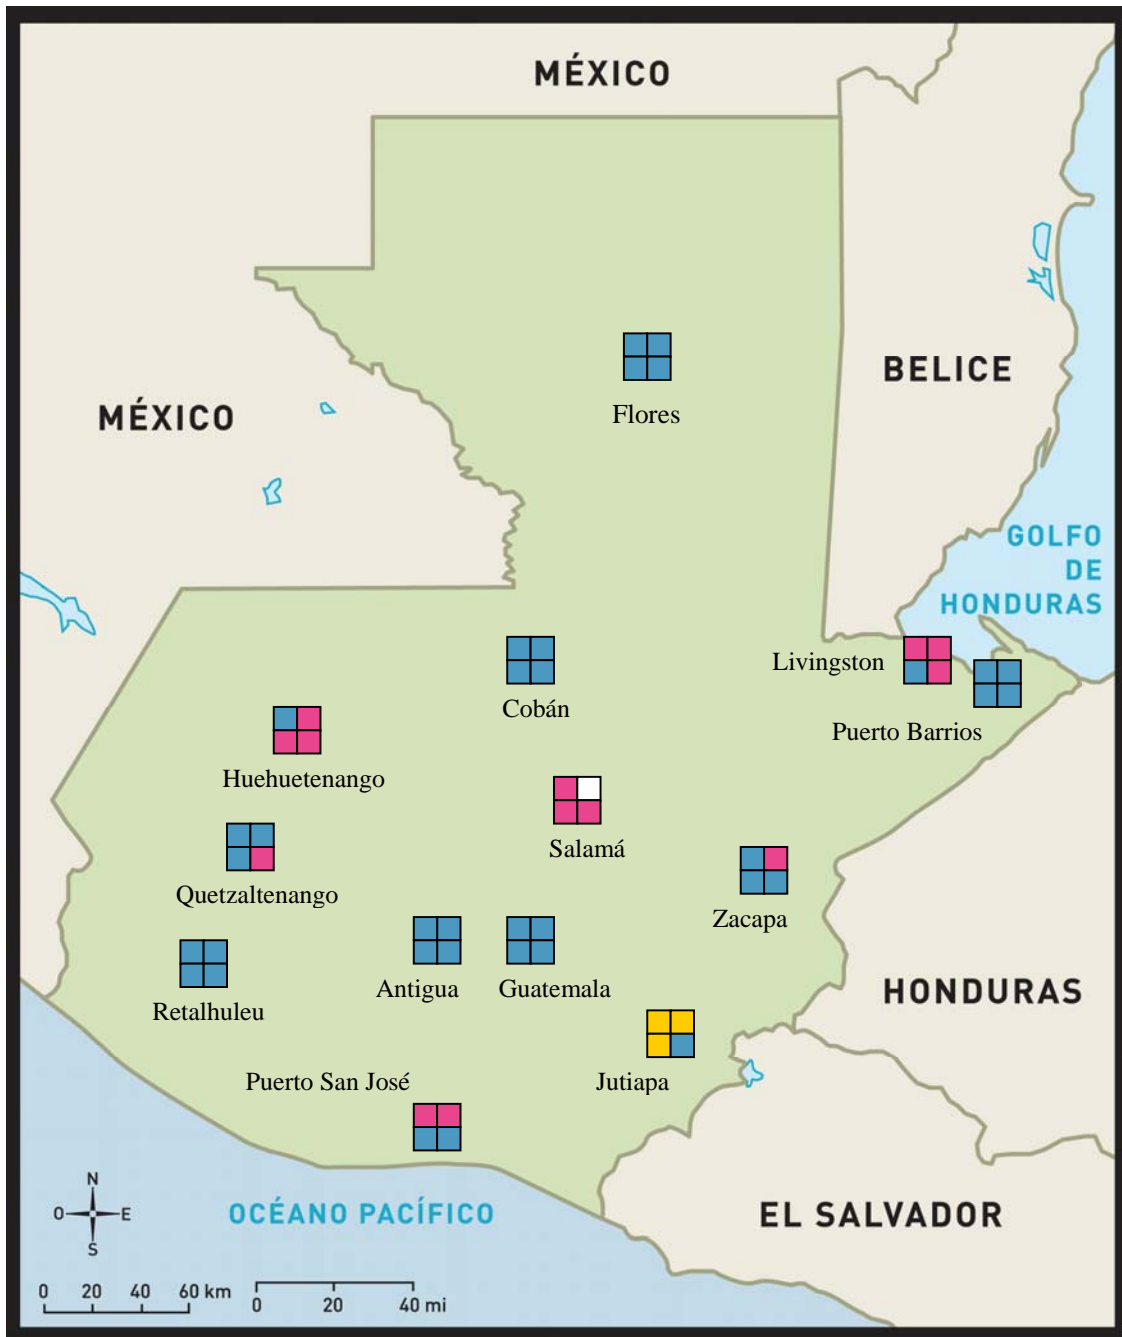 MÉXICO
BELICE
Flores
MÉXICO
GOLFO
DE
HONDURAS
Livingston
Cobán
Puerto Barrios
Huehuetenango
Salamá
Quetzaltenango
Zacapa
Antigua
Guatemala
Retalhuleu
HONDURAS
Puerto San José
Jutiapa
N
O E
S
OCÉANO PACÍFICO
EL SALVADOR
0 20 40 60 km
0 20 40 mi